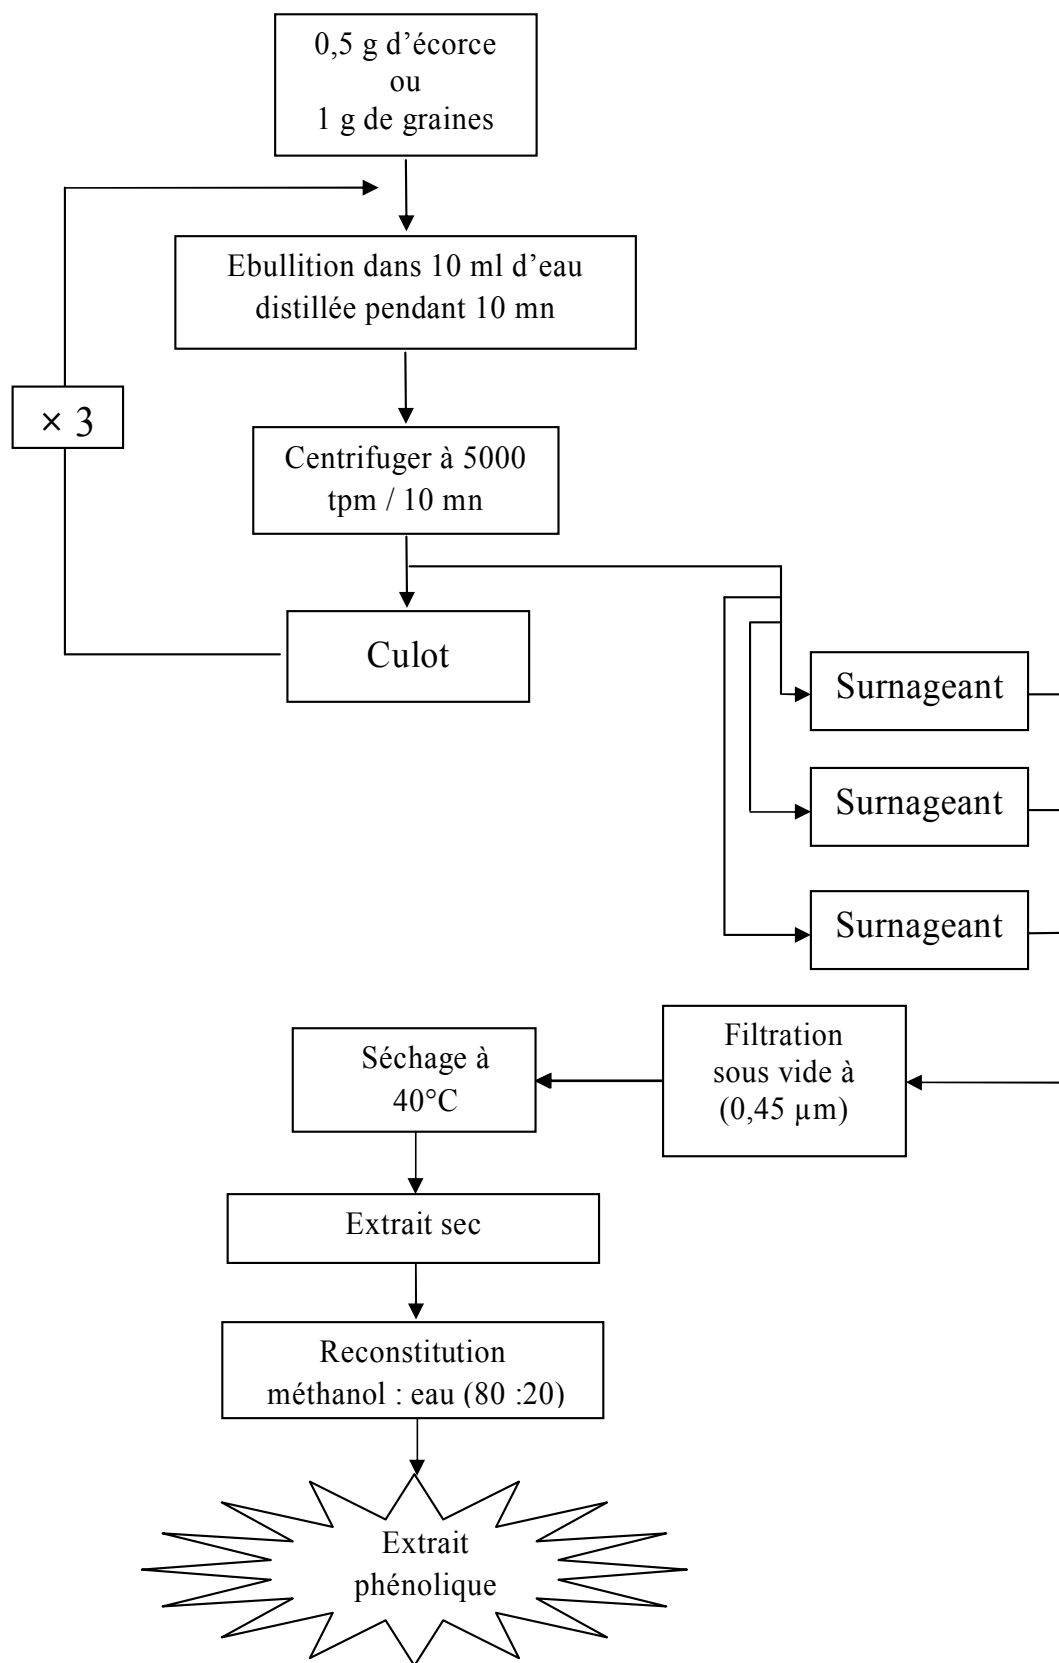 0,5 g d’écorce
ou
1 g de graines
Ebullition dans 10 ml d’eau
distillée pendant 10 mn
× 3
Centrifuger à 5000
tpm / 10 mn
Culot
Surnageant
Surnageant
Surnageant
Filtration
sous vide à
(0,45 µm)
Séchage à
40°C
Extrait sec
Reconstitution
méthanol : eau (80 :20)
Extrait
phénolique